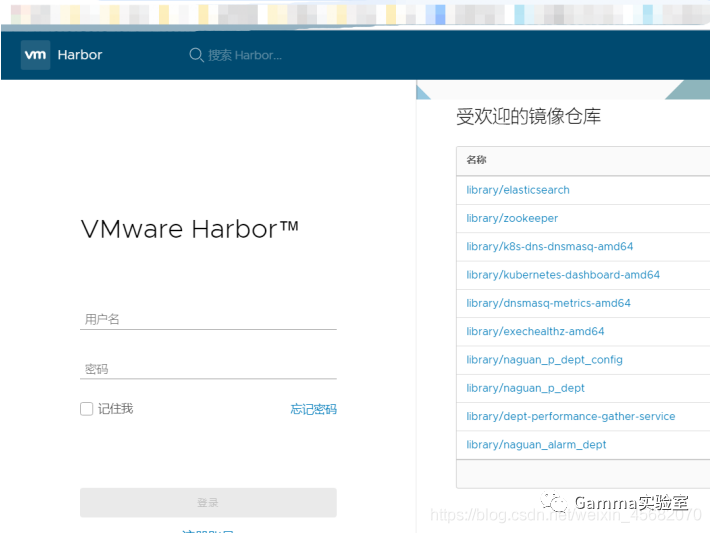 vm Harbor 搜索 Harbor...
受欢迎的镜像仓库
名称
library/elasticsearch
library/zookeeper
library/k8s-dns-dnsmasq-amd64
library/kubernetes-dashboard-amd64
library/dnsmasq-metrics-amd64
library/exechealthz-amd64
library/naguan_p_dept_config
library/naguan_p_dept
library/dept-performance-gather-service
library/naguan_alarm_dept
VMware Harbor™
用户名
密码
记住我 忘记密码
登录
Gamma实验室
https://blog.csdn.net/weixin_45682070